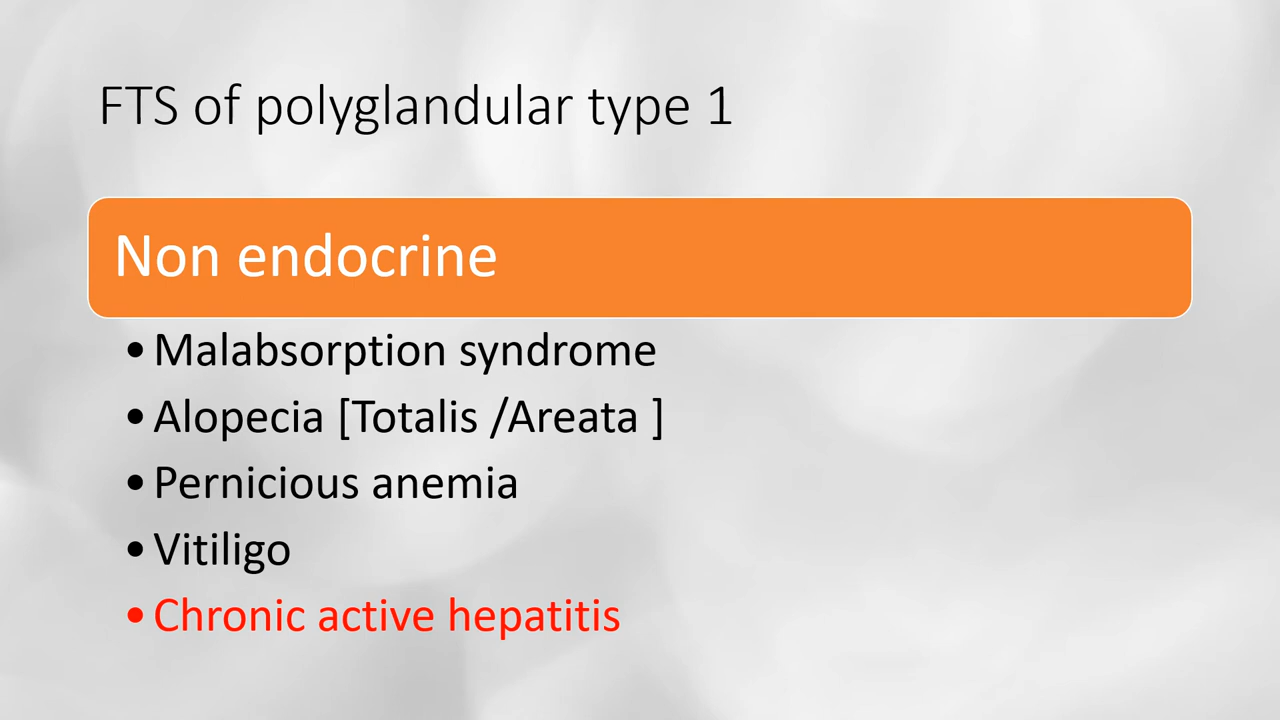 FTS of polyglandular type 1
Non endocrine
• Malabsorption syndrome
• Alopecia [Totalis /Areata ]
• Pernicious anemia
• Vitiligo
• Chronic active hepatitis